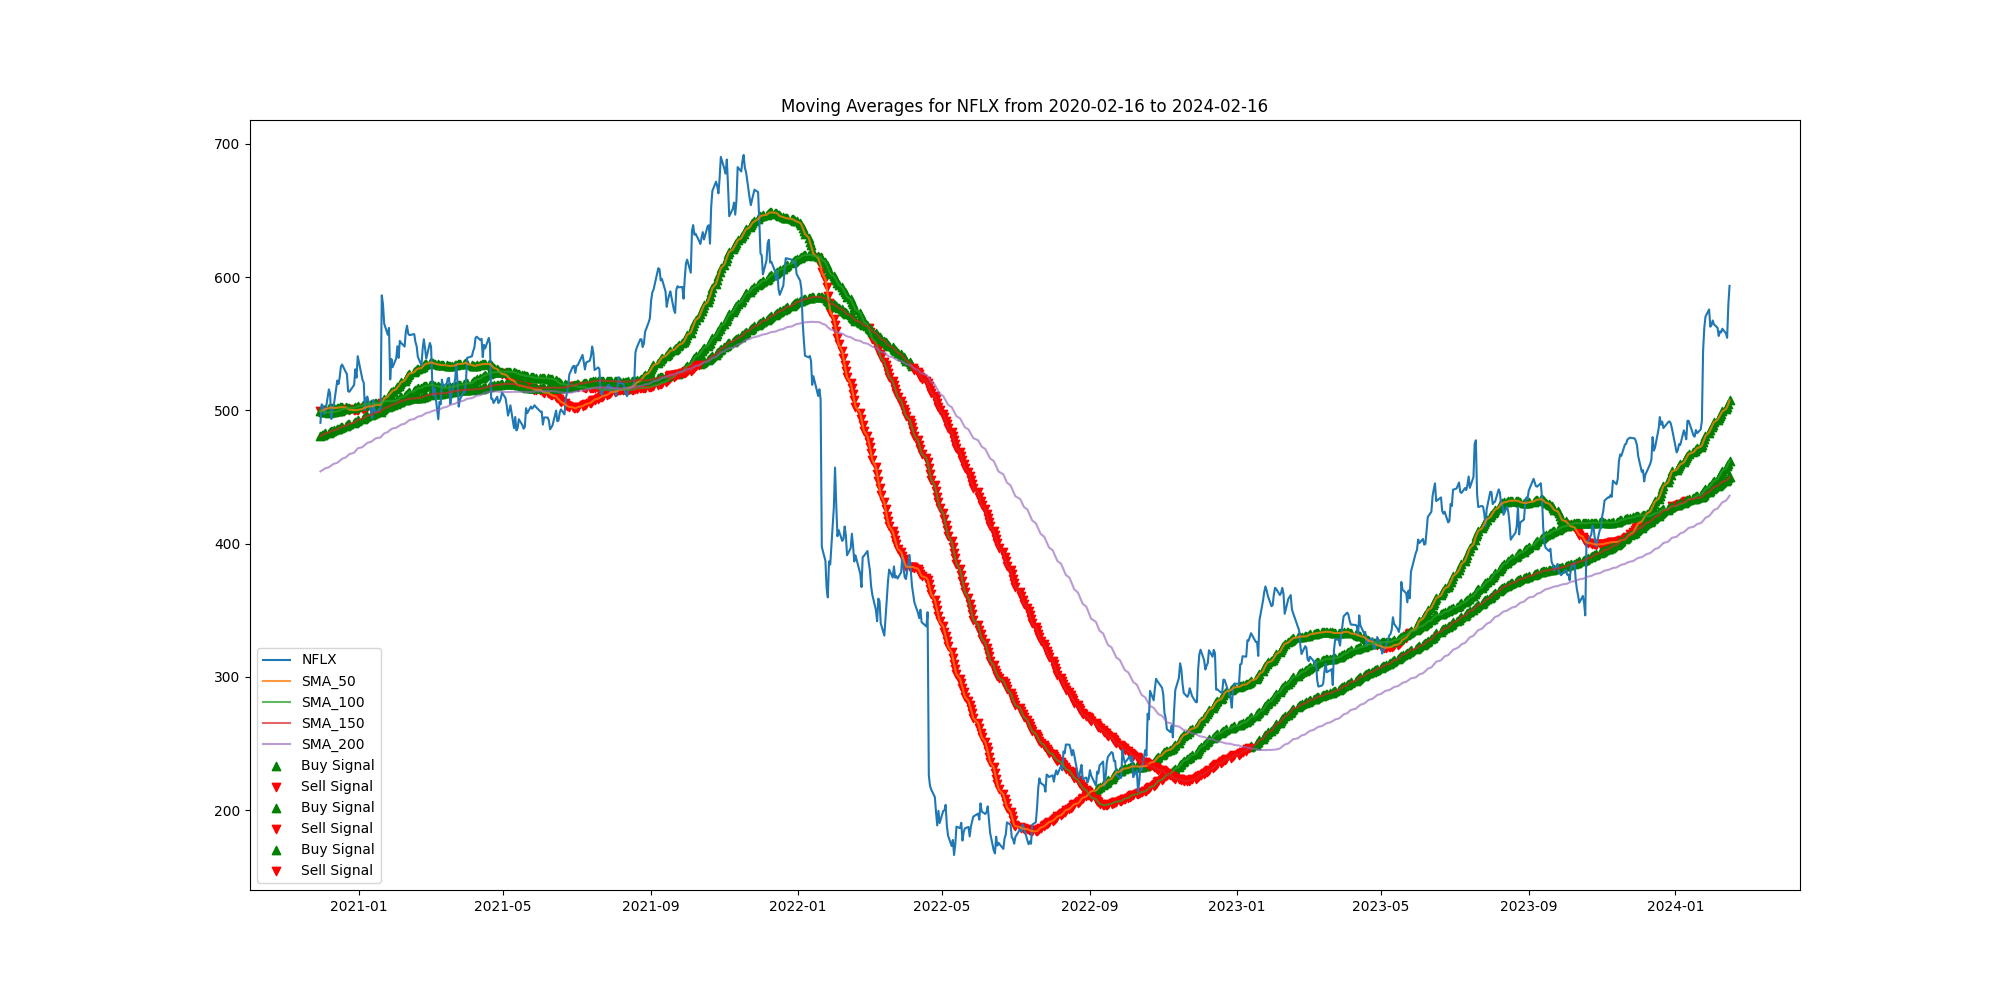 Moving Averages for NFLX from 2020-02-16 to 2024-02-16
700
600
500
400
300
200
NFLX
SMA_50
SMA_100
SMA_150
SMA_200
Buy Signal
Sell Signal
Buy Signal
Sell Signal
Buy Signal
Sell Signal
2021-01 2021-05 2021-09 2022-01 2022-05 2022-09 2023-01 2023-05 2023-09 2024-01